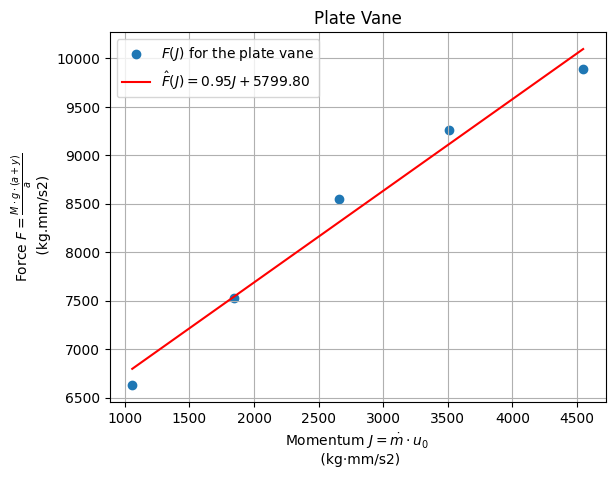 Plate Vane
F(J) for the plate vane
F̂(J) = 0.95J + 5799.80
10000
9500
9000
8500
8000
7500
7000
6500
Force F = M · g · (a + y) / a
(kg.mm/s2)
1000 1500 2000 2500 3000 3500 4000 4500
Momentum J = ṁ · u₀
(kg·mm/s2)